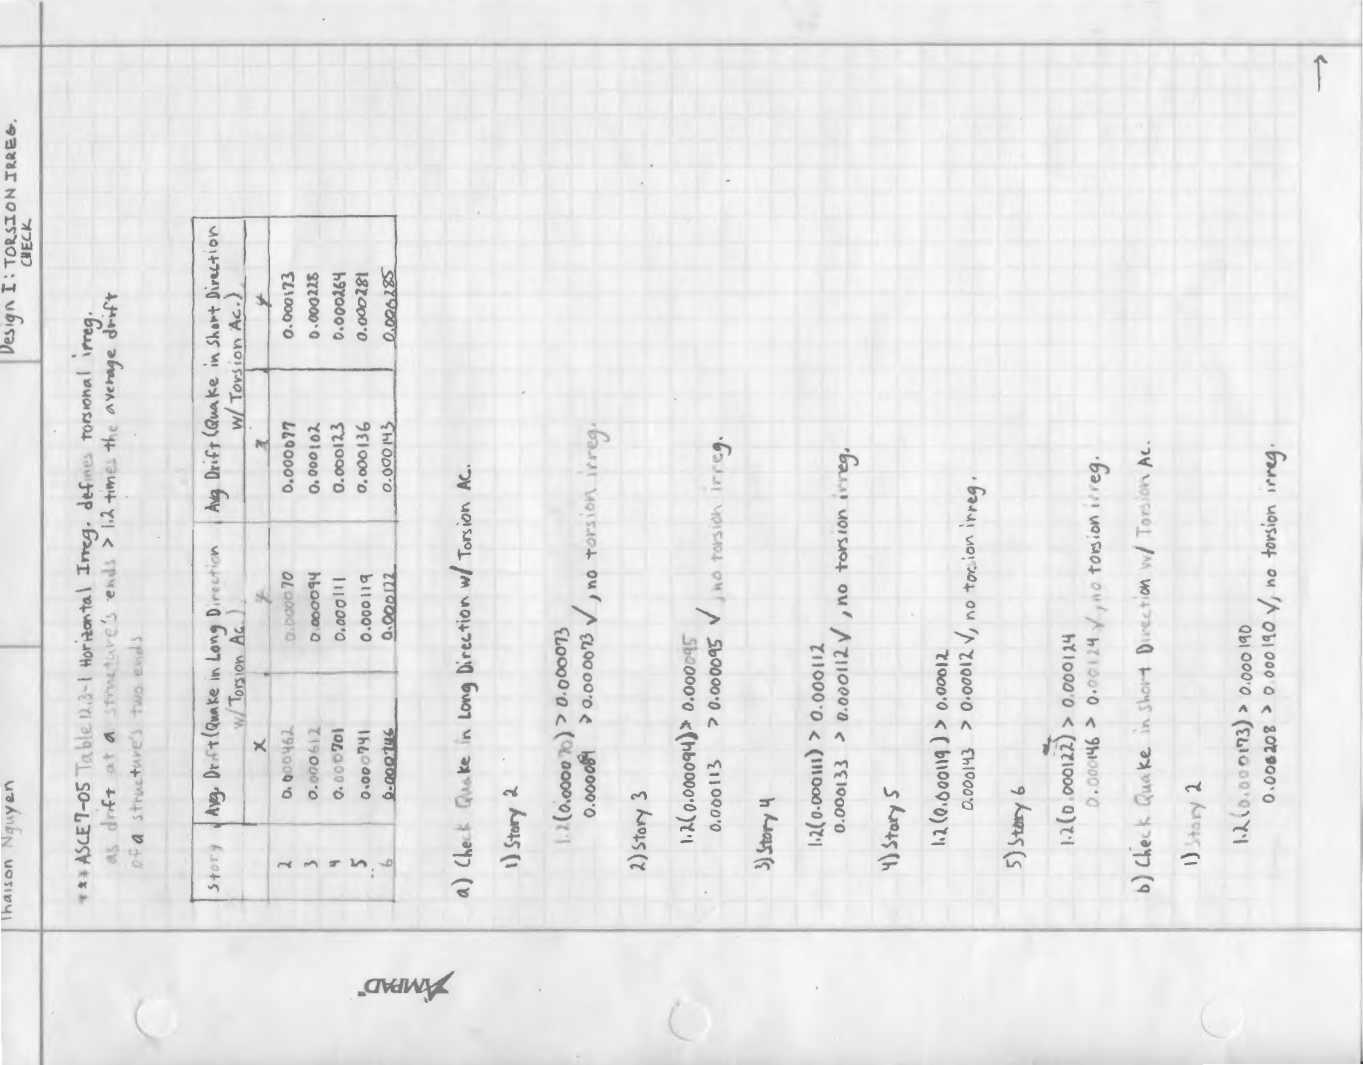 Thaison Nguyen
Design I: TORSION IRREG.
CHECK
*** ASCE7-05 Table 12.3-1 Horizontal Irreg. defines torsional irreg.
as drift at a structure's ends > 1.2 times the average drift
of a structure's two ends
Story Avg. Drift (Quake in Long Direction Avg Drift (Quake in Short Direction
w/ Torsion Ac.) w/ Torsion Ac.)
x y x y
2 0.000462 0.000070 0.000077 0.000173
3 0.000612 0.000094 0.000102 0.000228
4 0.000701 0.000111 0.000123 0.000264
5 0.000741 0.000119 0.000136 0.000281
6 0.000746 0.000122 0.000143 0.000285
a) Check Quake in Long Direction w/ Torsion AC.
1) Story 2
1.2(0.000070) > 0.000073
0.000084 > 0.000073 √, no torsion irreg.
2) Story 3
1.2(0.000094) > 0.000095
0.000113 > 0.000095 √, no torsion irreg.
3) Story 4
1.2(0.000111) > 0.000112
0.000133 > 0.000112 √, no torsion irreg.
4) Story 5
1.2(0.000119) > 0.00012
0.000143 > 0.00012 √, no torsion irreg.
5) Story 6
1.2(0.000122) > 0.000124
0.000146 > 0.000124 √, no torsion irreg.
b) Check Quake in Short Direction w/ Torsion Ac.
1) Story 2
1.2(0.000173) > 0.000190
0.000208 > 0.000190 √, no torsion irreg.
→
AMPAD